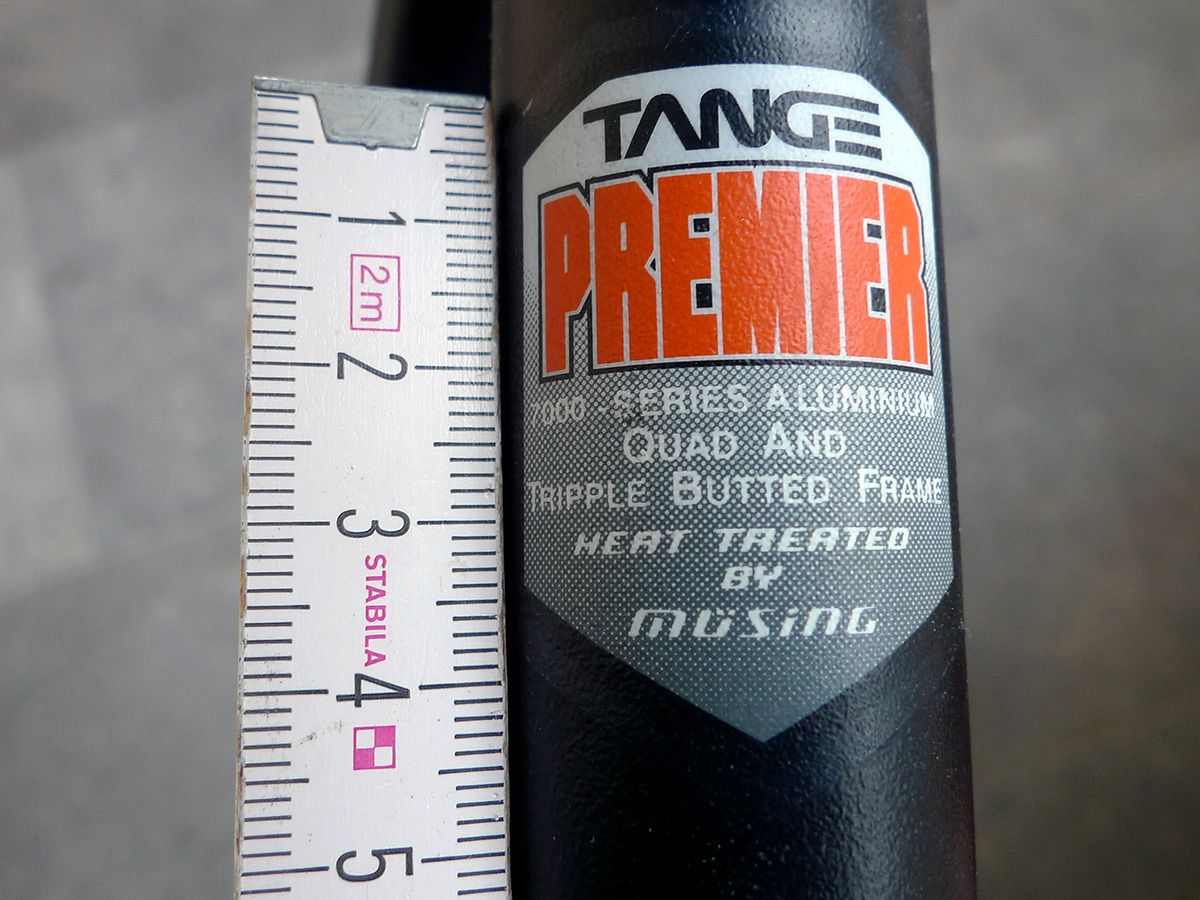 1
2m
2
3
STABILA
4
5
TANGE
PREMIER
7000 SERIES ALUMINIUM
QUAD AND
TRIPPLE BUTTED FRAME
HEAT TREATED
BY
MÜSiNG